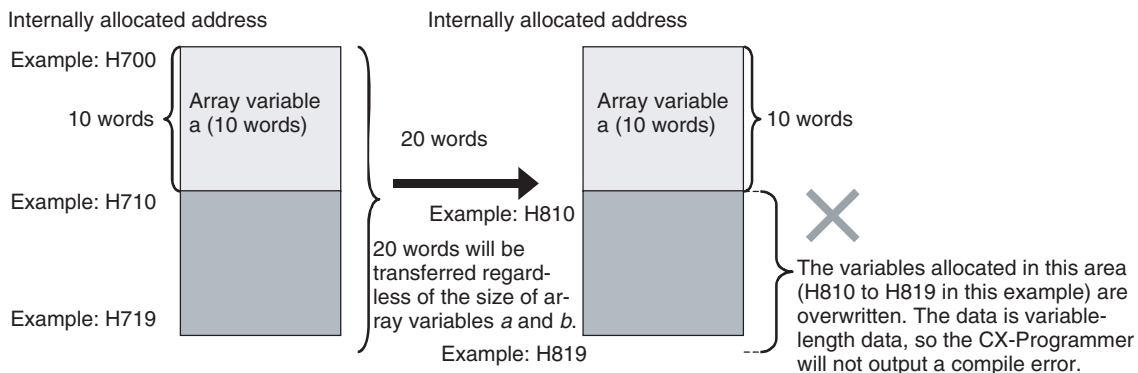 Internally allocated address
Internally allocated address
Example: H700
10 words
Array variable
a (10 words)
Example: H710
Example: H719
20 words
20 words will be
transferred regard-
less of the size of ar-
ray variables a and b.
Array variable
a (10 words)
10 words
Example: H810
Example: H819
The variables allocated in this area
(H810 to H819 in this example) are
overwritten. The data is variable-
length data, so the CX-Programmer
will not output a compile error.